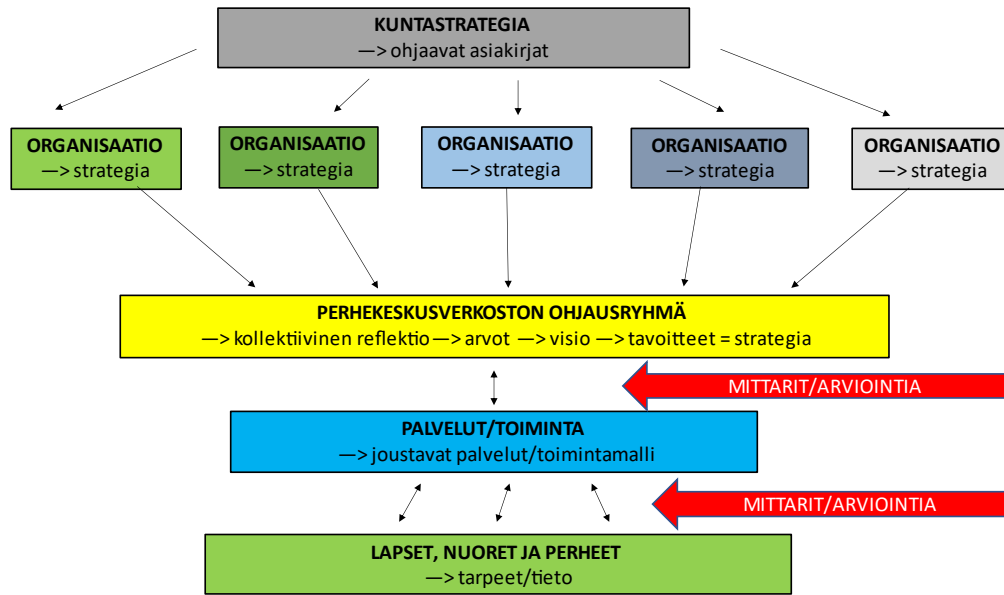 KUNTASTRATEGIA
—> ohjaavat asiakirjat
ORGANISAATIO
—> strategia
ORGANISAATIO
—> strategia
ORGANISAATIO
—> strategia
ORGANISAATIO
—> strategia
ORGANISAATIO
—> strategia
PERHEKESKUSVERKOSTON OHJAUSRYHMÄ
—> kollektiivinen reflektio—> arvot —> visio —> tavoitteet = strategia
MITTARIT/ARVIOINTIA
PALVELUT/TOIMINTA
—> joustavat palvelut/toimintamalli
MITTARIT/ARVIOINTIA
LAPSET, NUORET JA PERHEET
—> tarpeet/tieto